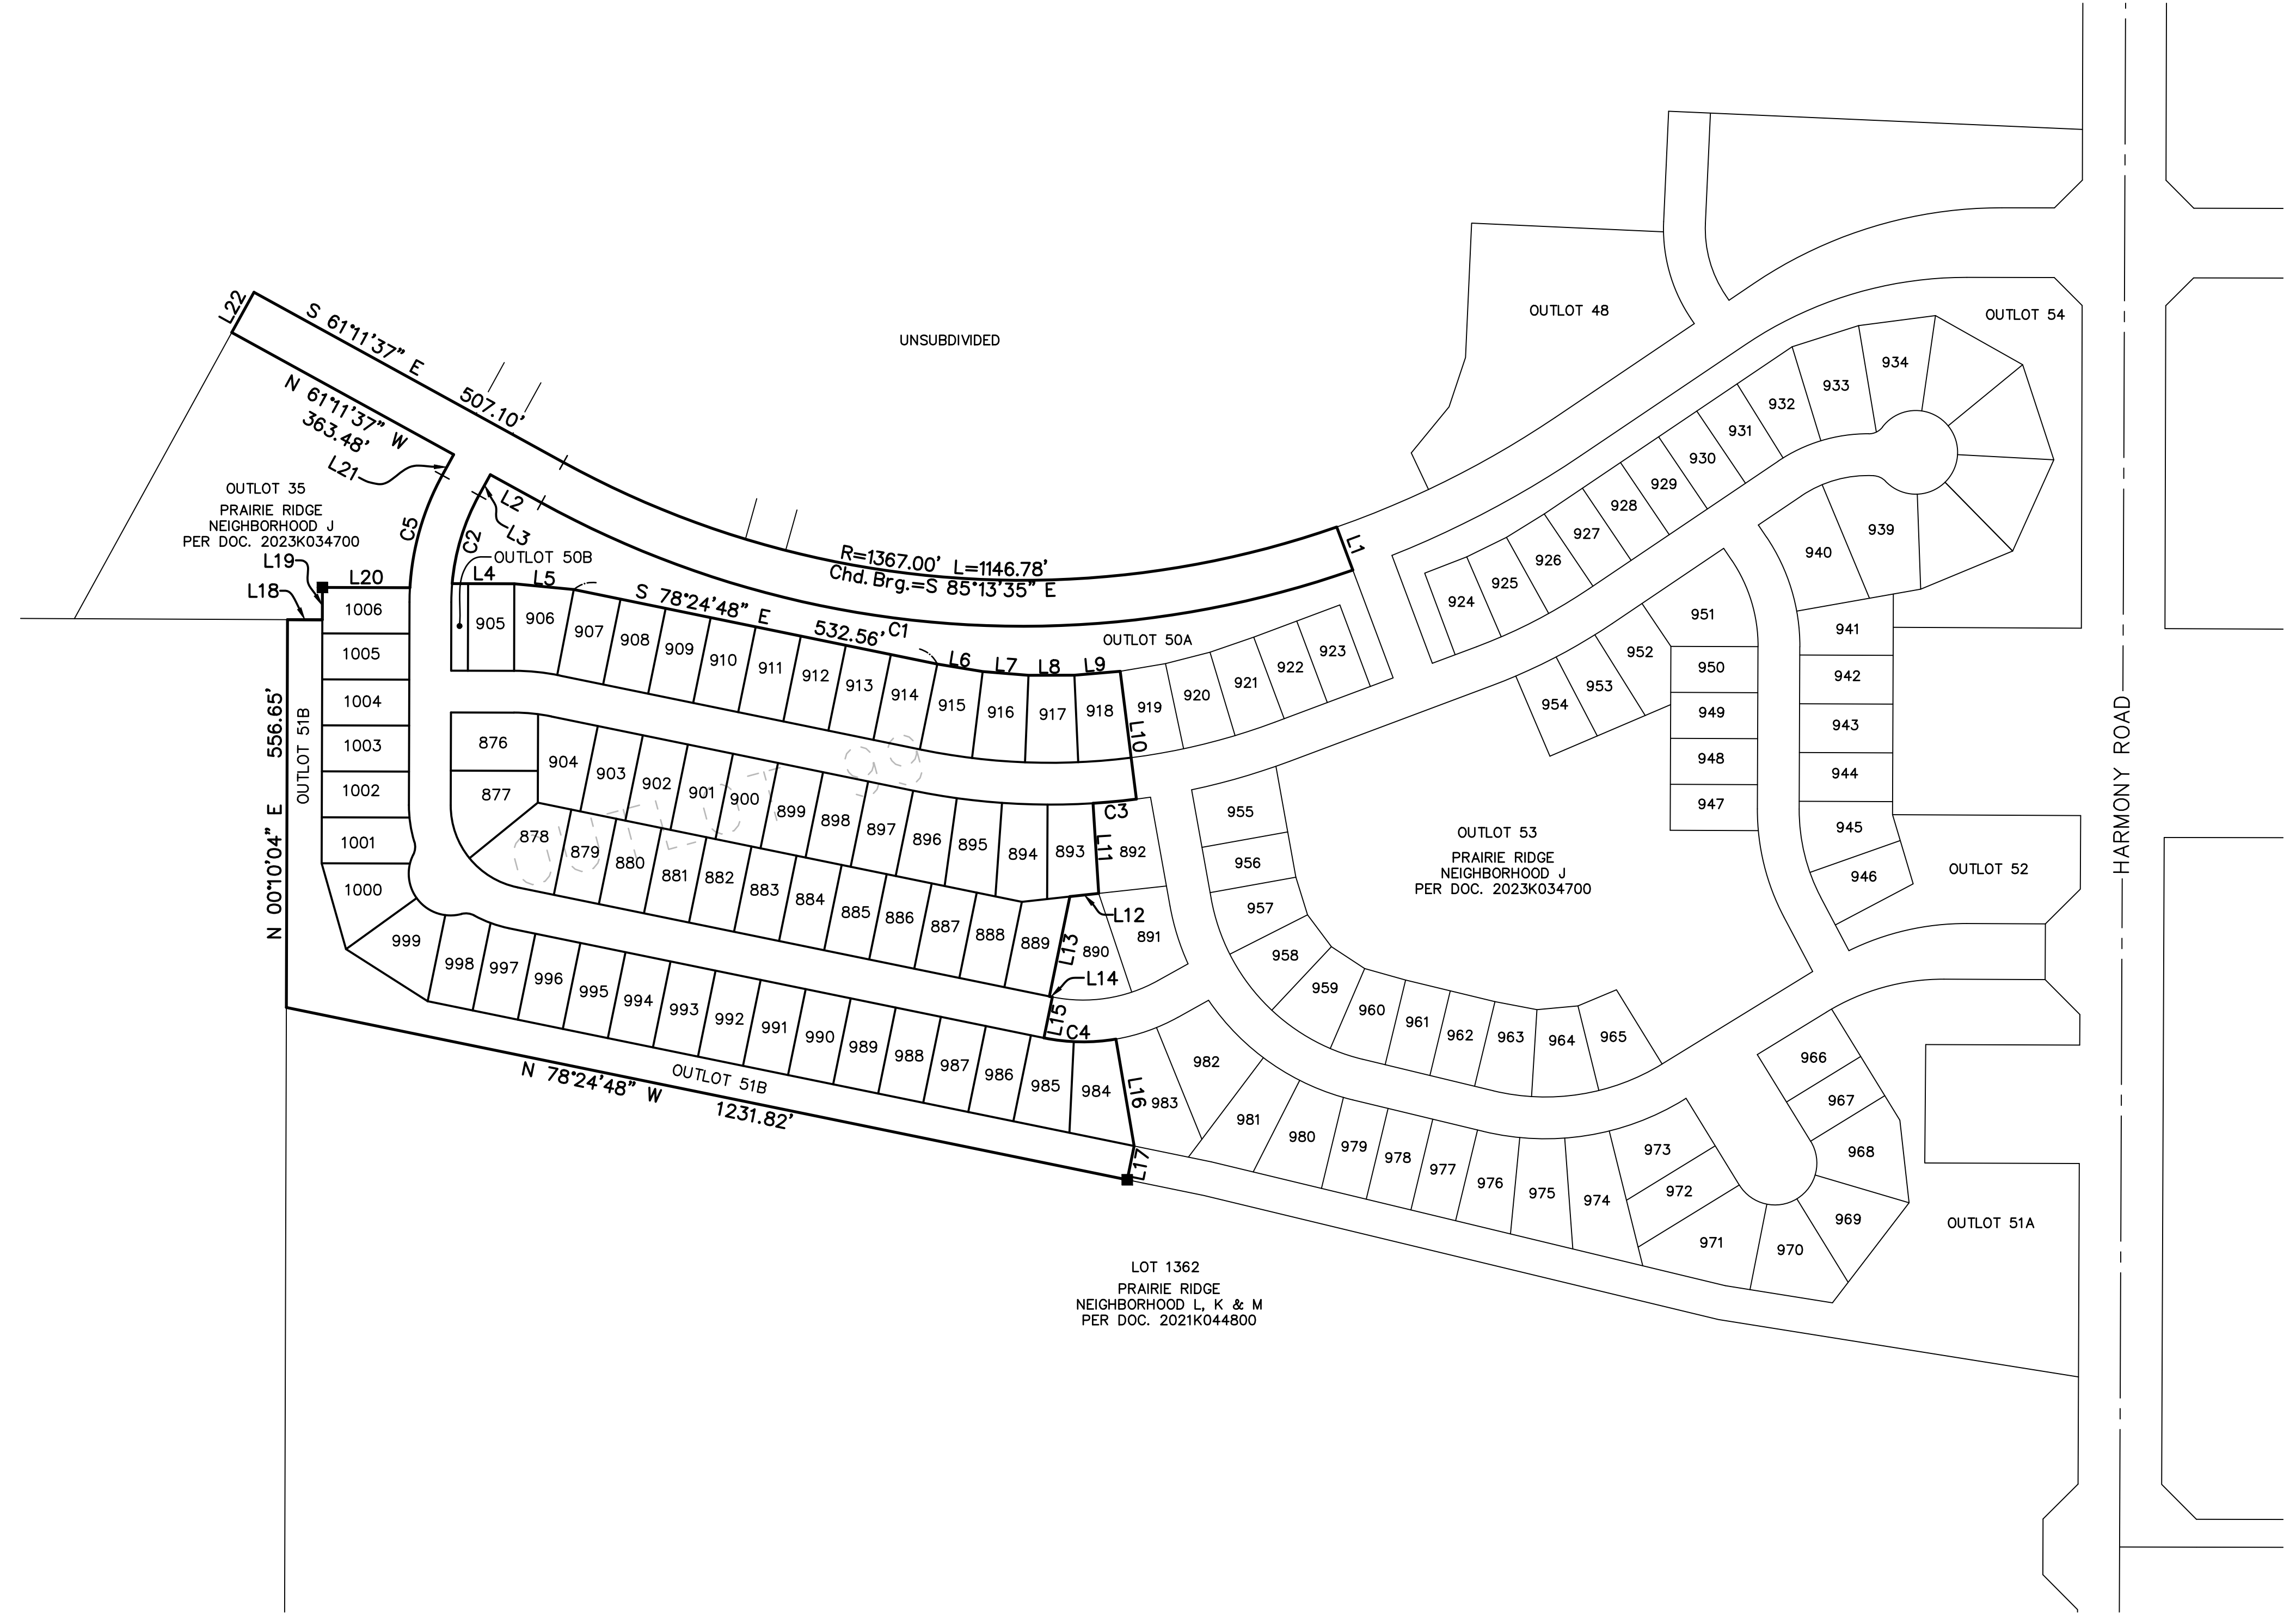 OUTLOT 48
OUTLOT 54
UNSUBDIVIDED
L22
S 61°11'37" E
507.10'
N 61°11'37" W
363.48'
L21
L2
L3
C2
C5
OUTLOT 35
PRAIRIE RIDGE
NEIGHBORHOOD J
PER DOC. 2023K034700
L19
L18
L20
OUTLOT 50B
L4
L5
R=1367.00' L=1146.78'
Chd. Brg.=S 85°13'35" E
L1
S 78°24'48" E
532.56'
C1
OUTLOT 50A
L6
L7
L8
L9
L10
905
906
907
908
909
910
911
912
913
914
915
916
917
918
919
920
921
922
923
924
925
926
927
928
929
930
931
932
933
934
939
940
941
942
943
944
945
946
951
950
949
948
947
952
953
954
1006
1005
1004
1003
1002
1001
1000
999
998
997
996
995
994
993
992
991
990
989
988
987
986
985
984
983
982
981
980
979
978
977
976
975
974
973
972
971
970
969
968
967
966
876
877
878
879
880
881
882
883
884
885
886
887
888
889
890
891
892
904
903
902
901
900
899
898
897
896
895
894
893
OUTLOT 99
C3
L11
L12
L13
L14
L15
C4
L16
L17
955
956
957
958
959
960
961
962
963
964
965
OUTLOT 53
PRAIRIE RIDGE
NEIGHBORHOOD J
PER DOC. 2023K034700
OUTLOT 52
OUTLOT 51A
HARMONY ROAD
OUTLOT 51B
N 00°10'04" E 556.65'
OUTLOT 51B
N 78°24'48" W
1231.82'
LOT 1362
PRAIRIE RIDGE
NEIGHBORHOOD L, K & M
PER DOC. 2021K044800